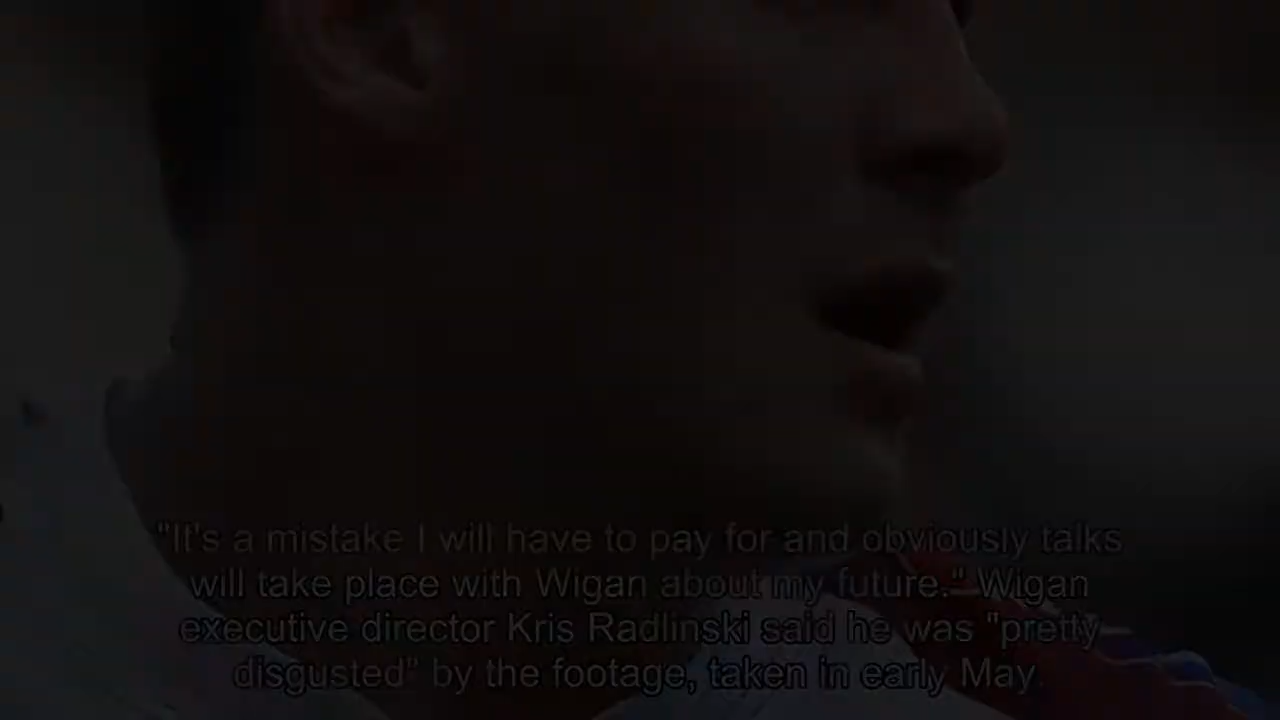 "It's a mistake I will have to pay for and obviously talks
will take place with Wigan about my future." Wigan
executive director Kris Radlinski said he was "pretty
disgusted" by the footage, taken in early May.